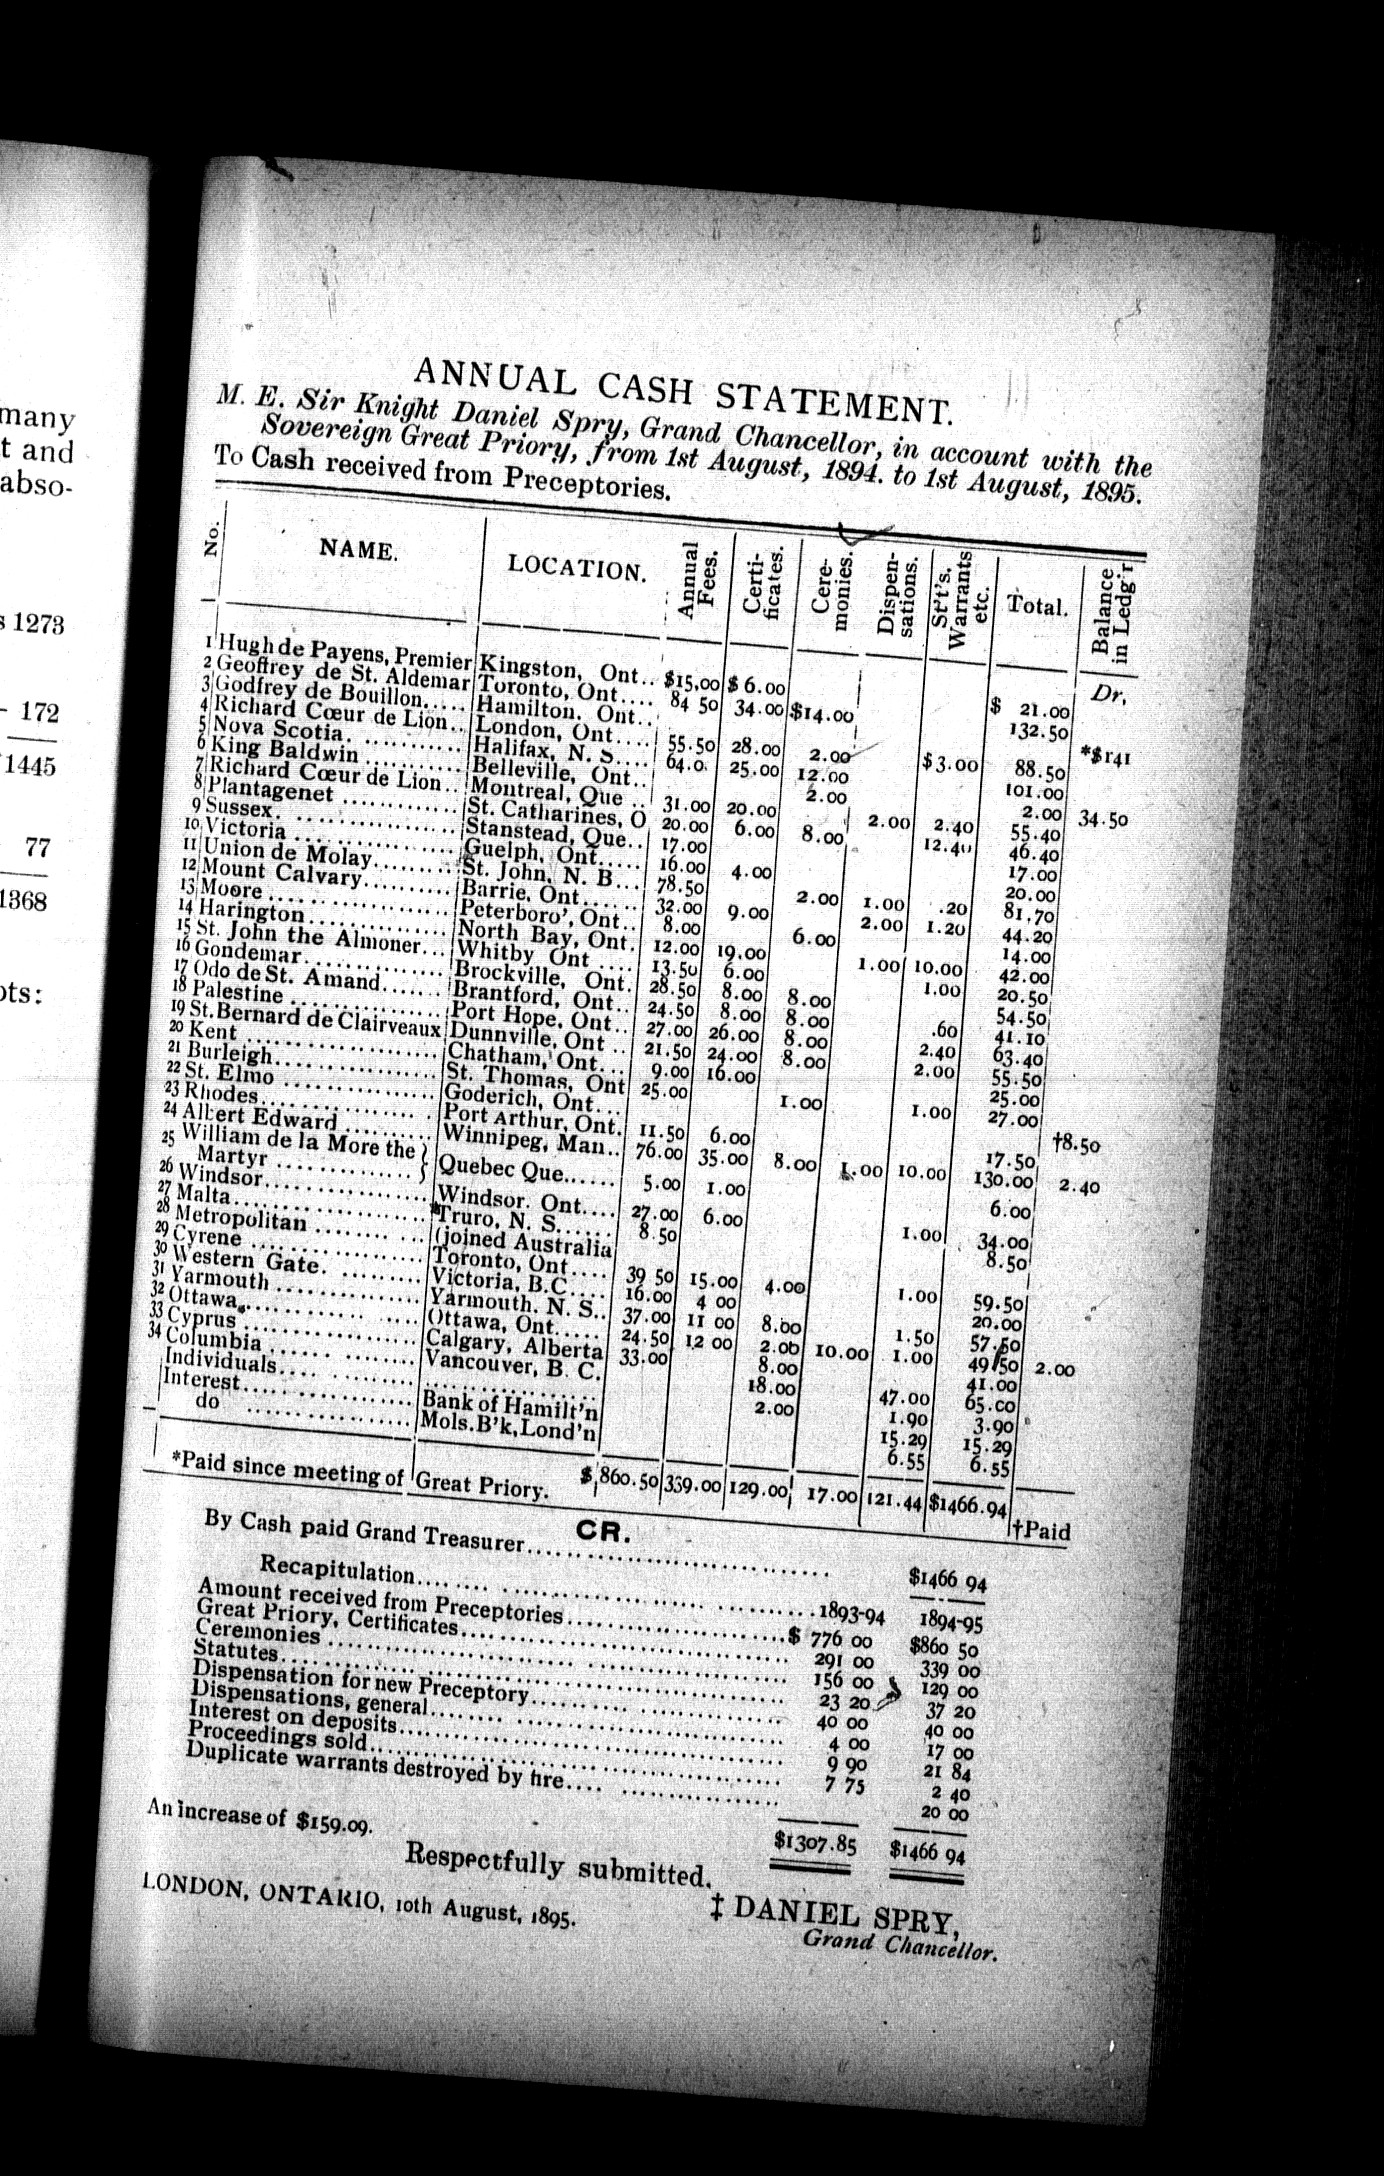 many
t and
abso-
s 1273
- 172
1445
77
1368
ots:
ANNUAL CASH STATEMENT.
M. E. Sir Knight Daniel Spry, Grand Chancellor, in account with the
Sovereign Great Priory, from 1st August, 1894. to 1st August, 1895.
To Cash received from Preceptories.
No. NAME. LOCATION. Annual Fees. Certi-ficates. Cere-monies. Dispen-sations. St't's, Warrants etc. Total. Balance in Ledg'r
Dr,
1 Hugh de Payens, Premier Kingston, Ont.. $15.00 $6.00 $ 21.00
2 Geoffrey de St. Aldemar Toronto, Ont.... 84 50 34.00 $14.00 132.50
3 Godfrey de Bouillon..... Hamilton. Ont.. *$141
4 Richard Cœur de Lion.. London, Ont.... 55.50 28.00 2.00 $3.00 88.50
5 Nova Scotia. ........... Halifax, N. S.... 64.0. 25.00 12.00 101.00
6 King Baldwin ........... Belleville, Ont.. 2.00 2.00 34.50
7 Richard Cœur de Lion.. Montreal, Que .. 31.00 20.00 2.00 2.40 55.40
8 Plantagenet ............. St. Catharines, O 20.00 6.00 8.00 12.40 46.40
9 Sussex. ................. Stanstead, Que.. 17.00 17.00
10 Victoria ................ Guelph, Ont..... 16.00 4.00 20.00
11 Union de Molay......... St. John, N. B... 78.50 2.00 1.00 .20 81.70
12 Mount Calvary.......... Barrie, Ont...... 32.00 9.00 2.00 1.20 44.20
13 Moore .................. Peterboro', Ont.. 8.00 6.00 14.00
14 Harington.............. North Bay, Ont. 12.00 19.00 1.00 10.00 42.00
15 St. John the Almoner... Whitby Ont .... 13.50 6.00 1.00 20.50
16 Gondemar.............. Brockville, Ont. 28.50 8.00 8.00 54.50
17 Odo de St. Amand....... Brantford, Ont.. 24.50 8.00 8.00 .60 41.10
18 Palestine ............... Port Hope, Ont.. 27.00 26.00 8.00 2.40 63.40
19 St. Bernard de Clairveaux Dunnville, Ont .. 21.50 24.00 8.00 2.00 55.50
20 Kent ................... Chatham, Ont... 9.00 16.00 25.00
21 Burleigh................ St. Thomas, Ont 25.00 1.00 1.00 27.00
22 St. Elmo ............... Goderich, Ont... †8.50
23 Rhodes................. Port Arthur, Ont. 11.50 6.00 17.50
24 Albert Edward .......... Winnipeg, Man.. 76.00 35.00 8.00 1.00 10.00 130.00 2.40
25 William de la More the }
Martyr .............. } Quebec Que...... 5.00 1.00 6.00
26 Windsor................. Windsor. Ont.... 27.00 6.00 1.00 34.00
27 Malta................... *Truro, N. S...... 8.50 8.50
28 Metropolitan ........... (joined Australia
29 Cyrene ................. Toronto, Ont.... 39 50 15.00 4.00 1.00 59.50
30 Western Gate. ......... Victoria, B.C.... 16.00 4 00 20.00
31 Yarmouth ............... Yarmouth. N. S.. 37.00 11 00 8.00 1.50 57.50
32 Ottawa.................. Ottawa, Ont..... 24.50 12 00 2.00 10.00 1.00 49 50 2.00
33 Cyprus ................. Calgary, Alberta 33.00 8.00 41.00
34 Columbia ............... Vancouver, B. C. 18.00 47.00 65.00
Individuals.... ......... .................. 2.00 1.90 3.90
Interest................. Bank of Hamilt'n 15.29 15.29
do ................ Mols. B'k, Lond'n 6.55 6.55
$ 860.50 339.00 129.00 17.00 121.44 $1466.94
*Paid since meeting of Great Priory. †Paid
CR.
By Cash paid Grand Treasurer.............................. $1466 94
Recapitulation.............................. 1893-94 1894-95
Amount received from Preceptories...................... $ 776 00 $860 50
Great Priory, Certificates.............................. 291 00 339 00
Ceremonies .............................. 156 00 129 00
Statutes.............................. 23 20 37 20
Dispensation for new Preceptory...................... 40 00 40 00
Dispensations, general.............................. 4 00 17 00
Interest on deposits.............................. 9 90 21 84
Proceedings sold.............................. 7 75 2 40
Duplicate warrants destroyed by fire.... ................ 20 00
$1307.85 $1466 94
An increase of $159.09.
Respectfully submitted,
LONDON, ONTARIO, 10th August, 1895.
‡ DANIEL SPRY,
Grand Chancellor.